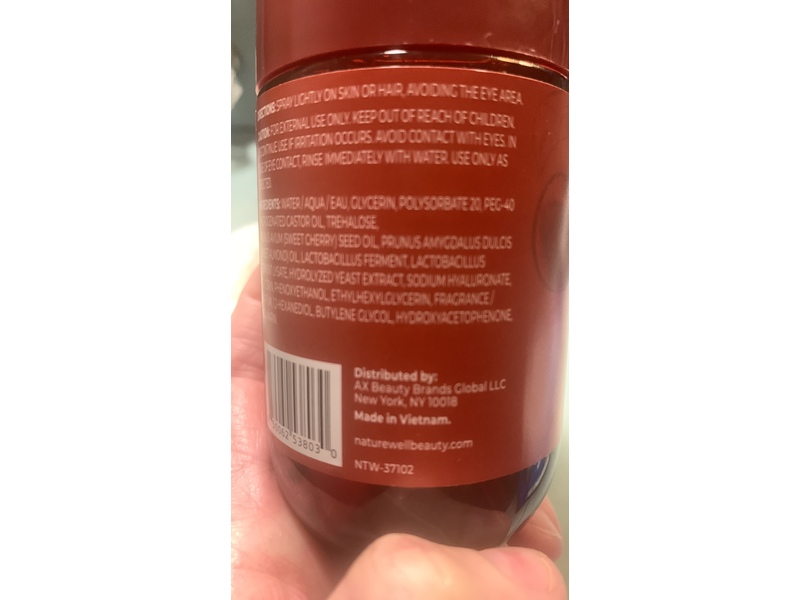 SPRAY LIGHTLY ON SKIN OR HAIR, AVOIDING THE EYE AREA.
FOR EXTERNAL USE ONLY. KEEP OUT OF REACH OF CHILDREN.
USE IF IRRITATION OCCURS. AVOID CONTACT WITH EYES. IN
EYE CONTACT, RINSE IMMEDIATELY WITH WATER. USE ONLY AS
WATER / AQUA / EAU, GLYCERIN, POLYSORBATE 20, PEG-40
CASTOR OIL, TREHALOSE,
(SWEET CHERRY) SEED OIL, PRUNUS AMYGDALUS DULCIS
OIL, LACTOBACILLUS FERMENT, LACTOBACILLUS
HYDROLYZED YEAST EXTRACT, SODIUM HYALURONATE,
PHENOXYETHANOL, ETHYLHEXYLGLYCERIN, FRAGRANCE /
BUTYLENE GLYCOL, HYDROXYACETOPHENONE,
53803 0
Distributed by:
AX Beauty Brands Global LLC
New York, NY 10018
Made in Vietnam.
naturewellbeauty.com
NTW-37102